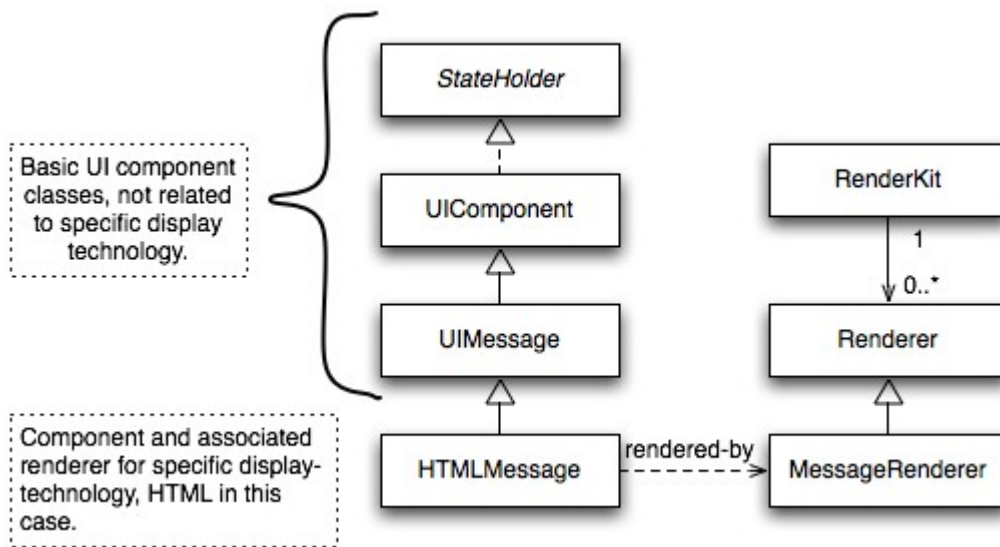 StateHolder
Basic UI component
classes, not related
to specific display
technology.
UIComponent
RenderKit
1
0..*
UIMessage
Renderer
Component and associated
renderer for specific display-
technology, HTML in this
case.
HTMLMessage
rendered-by
MessageRenderer